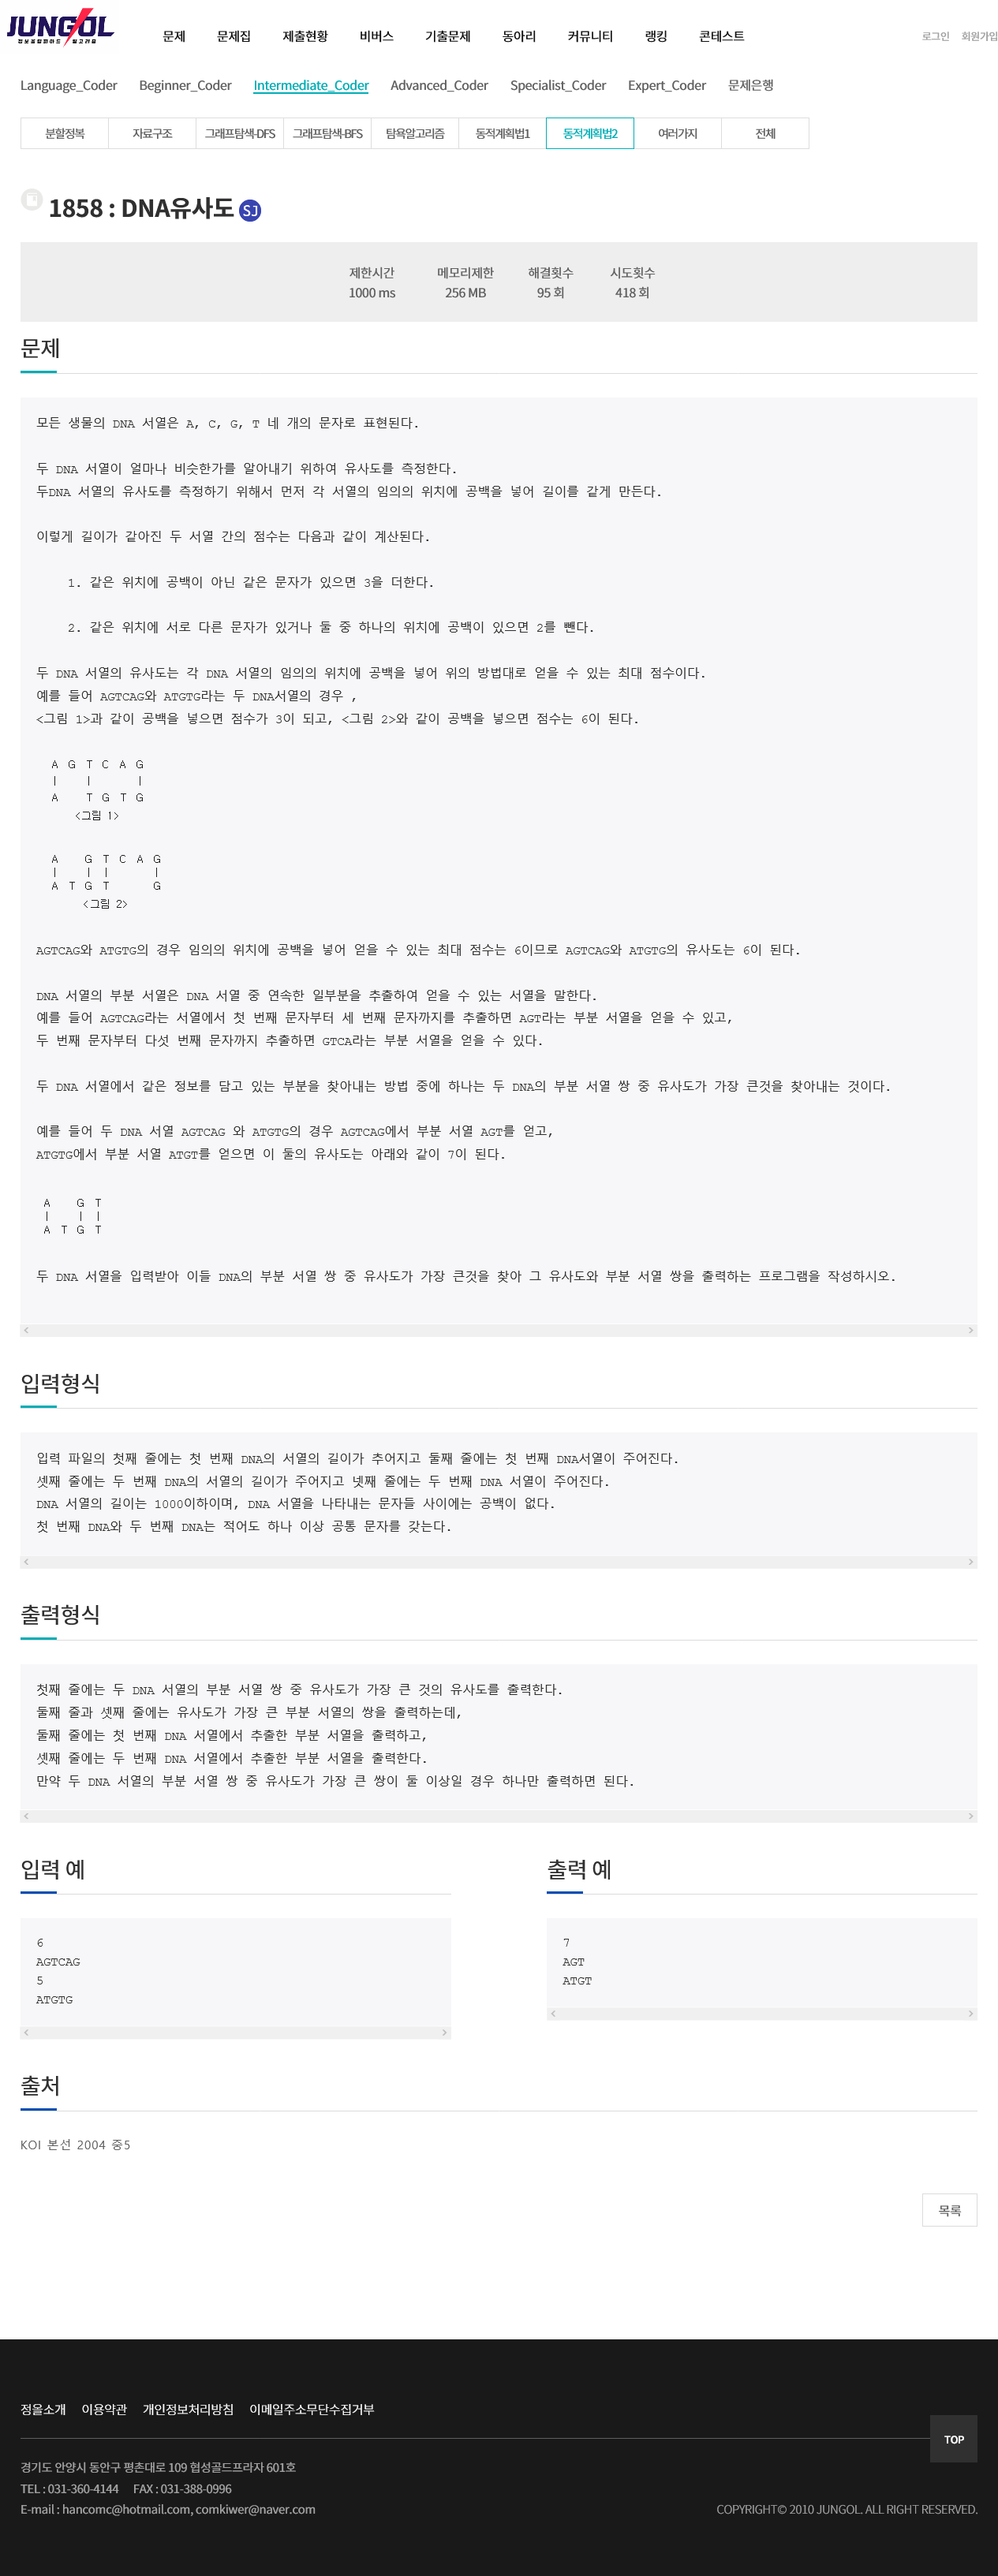 JUNGOL
정보올림피아드 알고리즘
문제 문제집 제출현황 비버스 기출문제 동아리 커뮤니티 랭킹 콘테스트 로그인 회원가입
Language_Coder Beginner_Coder Intermediate_Coder Advanced_Coder Specialist_Coder Expert_Coder 문제은행
분할정복 자료구조 그래프탐색-DFS 그래프탐색-BFS 탐욕알고리즘 동적계획법1 동적계획법2 여러가지 전체
1858 : DNA유사도 SJ
제한시간 메모리제한 해결횟수 시도횟수
1000 ms 256 MB 95 회 418 회
문제
모든 생물의 DNA 서열은 A, C, G, T 네 개의 문자로 표현된다.
두 DNA 서열이 얼마나 비슷한가를 알아내기 위하여 유사도를 측정한다.
두DNA 서열의 유사도를 측정하기 위해서 먼저 각 서열의 임의의 위치에 공백을 넣어 길이를 같게 만든다.
이렇게 길이가 같아진 두 서열 간의 점수는 다음과 같이 계산된다.
1. 같은 위치에 공백이 아닌 같은 문자가 있으면 3을 더한다.
2. 같은 위치에 서로 다른 문자가 있거나 둘 중 하나의 위치에 공백이 있으면 2를 뺀다.
두 DNA 서열의 유사도는 각 DNA 서열의 임의의 위치에 공백을 넣어 위의 방법대로 얻을 수 있는 최대 점수이다.
예를 들어 AGTCAG와 ATGTG라는 두 DNA서열의 경우 ,
<그림 1>과 같이 공백을 넣으면 점수가 3이 되고, <그림 2>와 같이 공백을 넣으면 점수는 6이 된다.
A G T C A G
| | |
A T G T G
<그림 1>
A G T C A G
| | | |
A T G T G
<그림 2>
AGTCAG와 ATGTG의 경우 임의의 위치에 공백을 넣어 얻을 수 있는 최대 점수는 6이므로 AGTCAG와 ATGTG의 유사도는 6이 된다.
DNA 서열의 부분 서열은 DNA 서열 중 연속한 일부분을 추출하여 얻을 수 있는 서열을 말한다.
예를 들어 AGTCAG라는 서열에서 첫 번째 문자부터 세 번째 문자까지를 추출하면 AGT라는 부분 서열을 얻을 수 있고,
두 번째 문자부터 다섯 번째 문자까지 추출하면 GTCA라는 부분 서열을 얻을 수 있다.
두 DNA 서열에서 같은 정보를 담고 있는 부분을 찾아내는 방법 중에 하나는 두 DNA의 부분 서열 쌍 중 유사도가 가장 큰것을 찾아내는 것이다.
예를 들어 두 DNA 서열 AGTCAG 와 ATGTG의 경우 AGTCAG에서 부분 서열 AGT를 얻고,
ATGTG에서 부분 서열 ATGT를 얻으면 이 둘의 유사도는 아래와 같이 7이 된다.
A G T
| | |
A T G T
두 DNA 서열을 입력받아 이들 DNA의 부분 서열 쌍 중 유사도가 가장 큰것을 찾아 그 유사도와 부분 서열 쌍을 출력하는 프로그램을 작성하시오.
입력형식
입력 파일의 첫째 줄에는 첫 번째 DNA의 서열의 길이가 추어지고 둘째 줄에는 첫 번째 DNA서열이 주어진다.
셋째 줄에는 두 번째 DNA의 서열의 길이가 주어지고 넷째 줄에는 두 번째 DNA 서열이 주어진다.
DNA 서열의 길이는 1000이하이며, DNA 서열을 나타내는 문자들 사이에는 공백이 없다.
첫 번째 DNA와 두 번째 DNA는 적어도 하나 이상 공통 문자를 갖는다.
출력형식
첫째 줄에는 두 DNA 서열의 부분 서열 쌍 중 유사도가 가장 큰 것의 유사도를 출력한다.
둘째 줄과 셋째 줄에는 유사도가 가장 큰 부분 서열의 쌍을 출력하는데,
둘째 줄에는 첫 번째 DNA 서열에서 추출한 부분 서열을 출력하고,
셋째 줄에는 두 번째 DNA 서열에서 추출한 부분 서열을 출력한다.
만약 두 DNA 서열의 부분 서열 쌍 중 유사도가 가장 큰 쌍이 둘 이상일 경우 하나만 출력하면 된다.
입력 예
6
AGTCAG
5
ATGTG
출력 예
7
AGT
ATGT
출처
KOI 본선 2004 중5
목록
정올소개 이용약관 개인정보처리방침 이메일주소무단수집거부
TOP
경기도 안양시 동안구 평촌대로 109 협성골드프라자 601호
TEL : 031-360-4144 FAX : 031-388-0996
E-mail : hancomc@hotmail.com, comkiwer@naver.com
COPYRIGHT© 2010 JUNGOL. ALL RIGHT RESERVED.